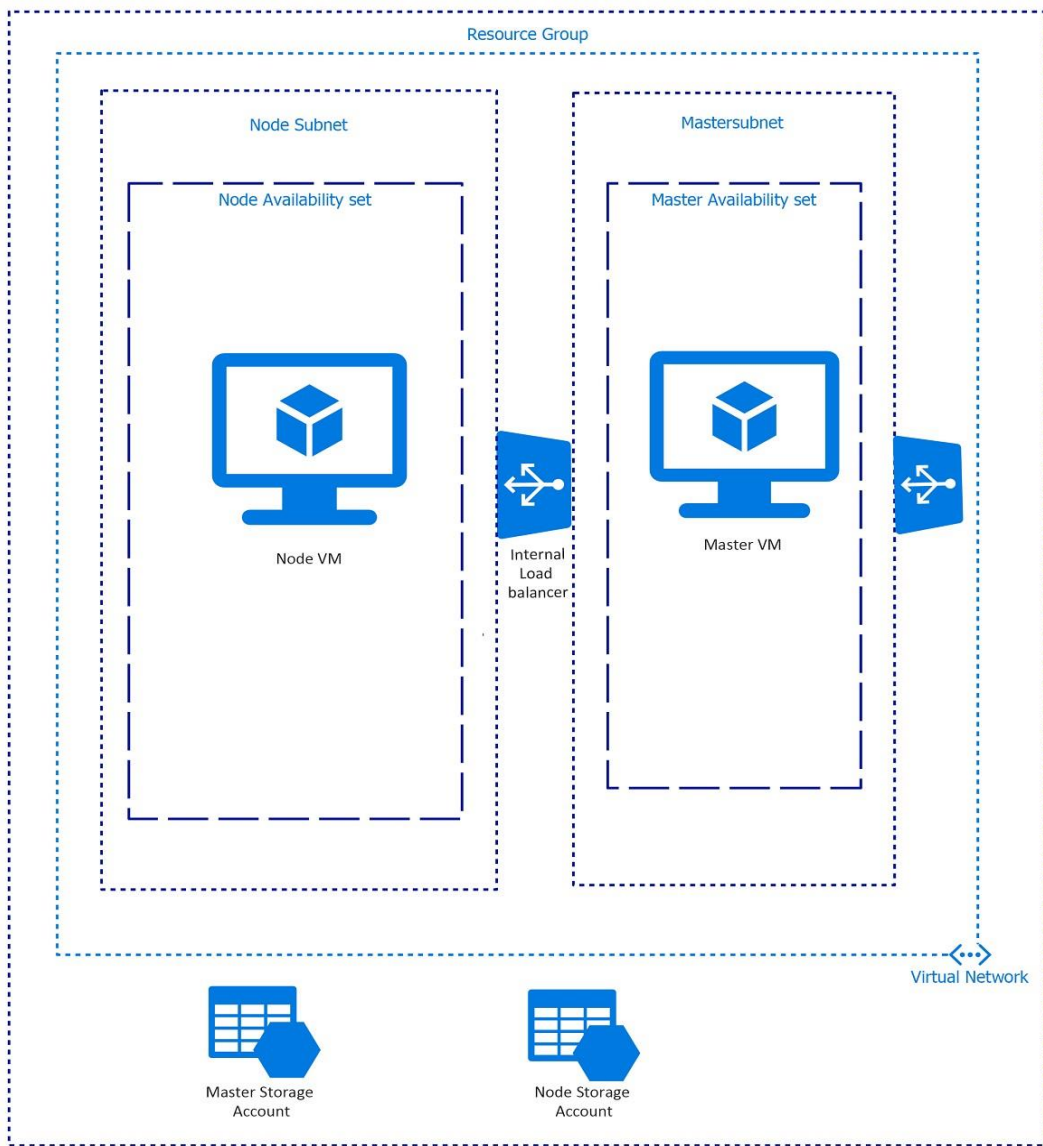 Resource Group
Node Subnet
Mastersubnet
Node Availability set
Master Availability set
Node VM
Internal
Load
balancer
Master VM
Virtual Network
Master Storage
Account
Node Storage
Account